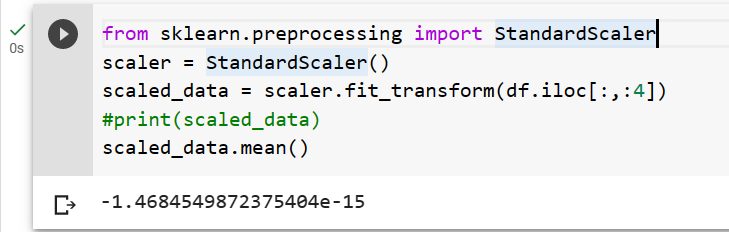 from sklearn.preprocessing import StandardScaler
scaler = StandardScaler()
scaled_data = scaler.fit_transform(df.iloc[:,:4])
#print(scaled_data)
scaled_data.mean()
0s
-1.4684549872375404e-15